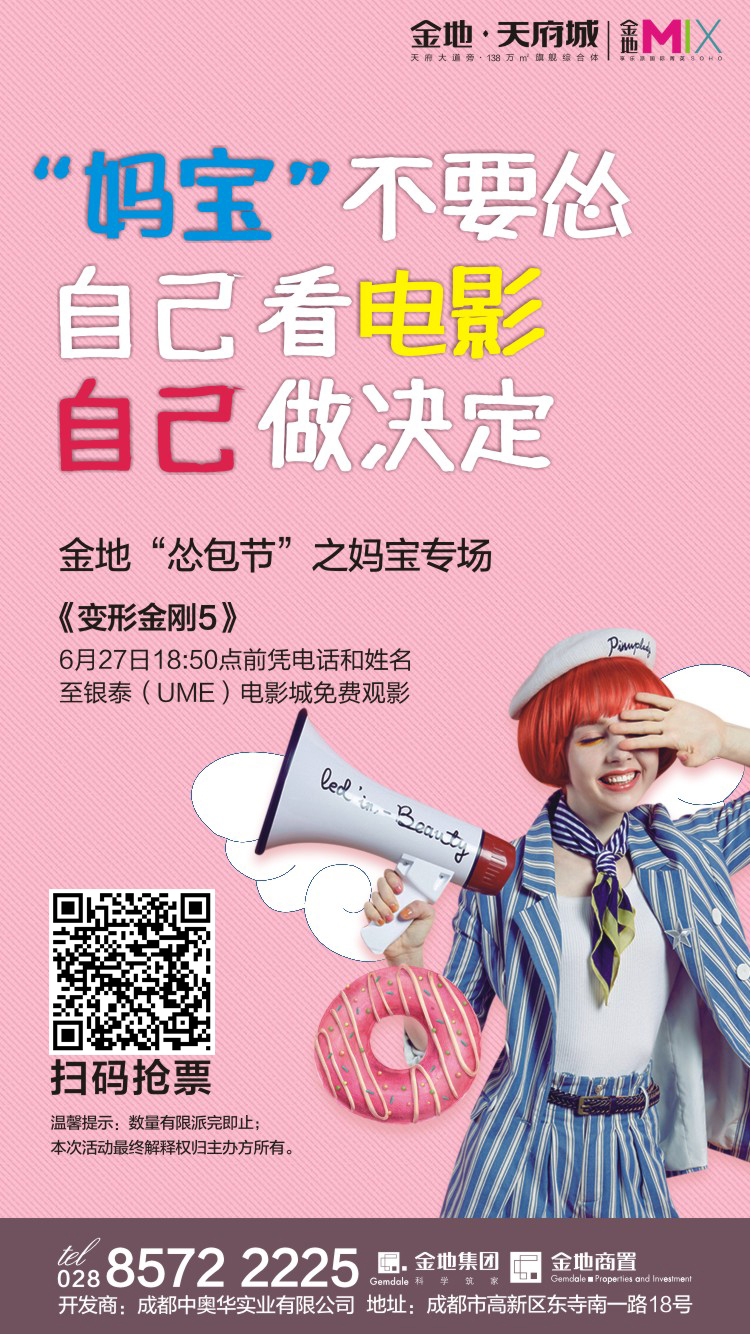 金地·天府城
天府大道旁·138万㎡旗舰综合体
金地MIX
“妈宝”不要怂
自己看电影
自己做决定
金地“怂包节”之妈宝专场
《变形金刚5》
6月27日18:50点前凭电话和姓名
至银泰（UME）电影城免费观影
led 'in-Beauty
扫码抢票
温馨提示：数量有限派完即止；
本次活动最终解释权归主办方所有。
tel 028 8572 2225
金地集团
Gemdale 科学筑家
金地商置
Gemdale ■ Properties and Investment
开发商：成都中奥华实业有限公司 地址：成都市高新区东寺南一路18号